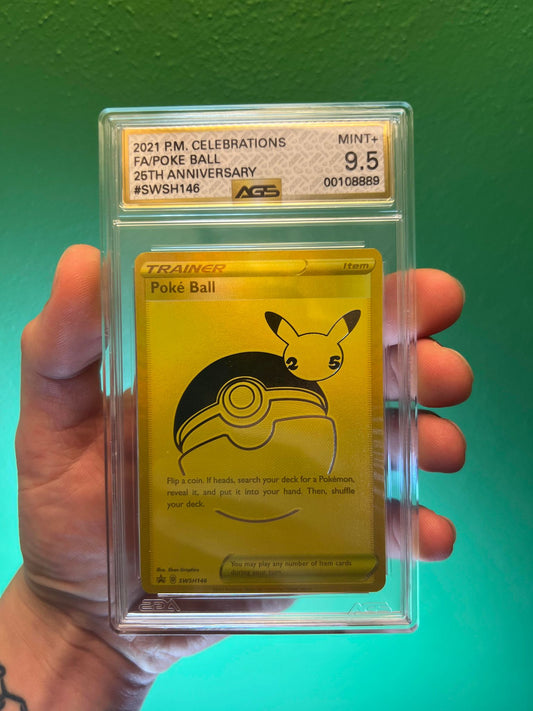 2021 P.M. CELEBRATIONS
FA/POKE BALL
25TH ANNIVERSARY
#SWSH146
MINT+
9.5
00108889
AGS
TRAINER
Item
Poké Ball
2 5
Flip a coin. If heads, search your deck for a Pokémon,
reveal it, and put it into your hand. Then, shuffle
your deck.
You may play any number of Item cards
during your turn.
SWSH146
AGS
AGS